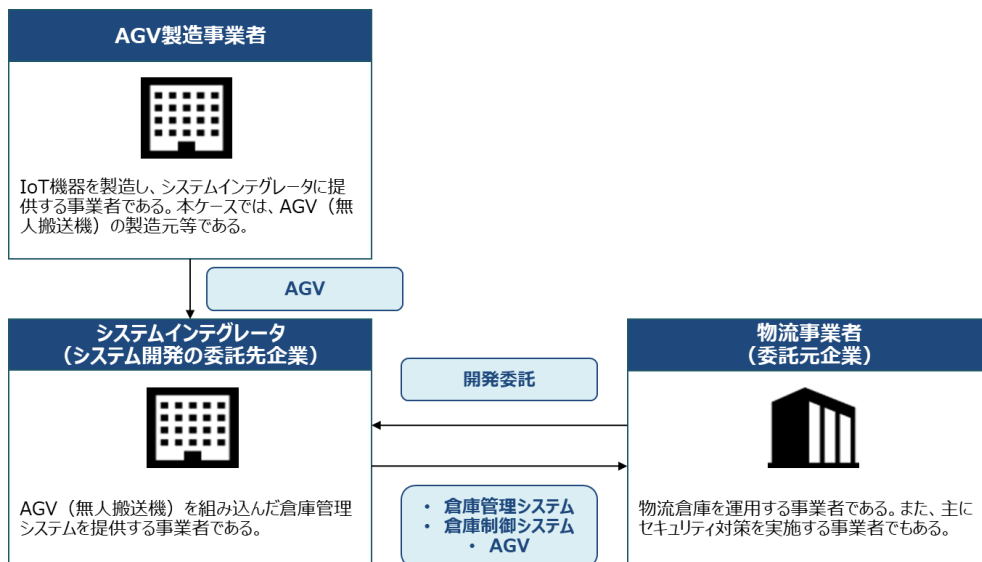 AGV製造事業者
IoT機器を製造し、システムインテグレータに提
供する事業者である。本ケースでは、AGV（無
人搬送機）の製造元等である。
AGV
システムインテグレータ
（システム開発の委託先企業）
AGV（無人搬送機）を組み込んだ倉庫管理
システムを提供する事業者である。
開発委託
・ 倉庫管理システム
・ 倉庫制御システム
・ AGV
物流事業者
（委託元企業）
物流倉庫を運用する事業者である。また、主に
セキュリティ対策を実施する事業者でもある。